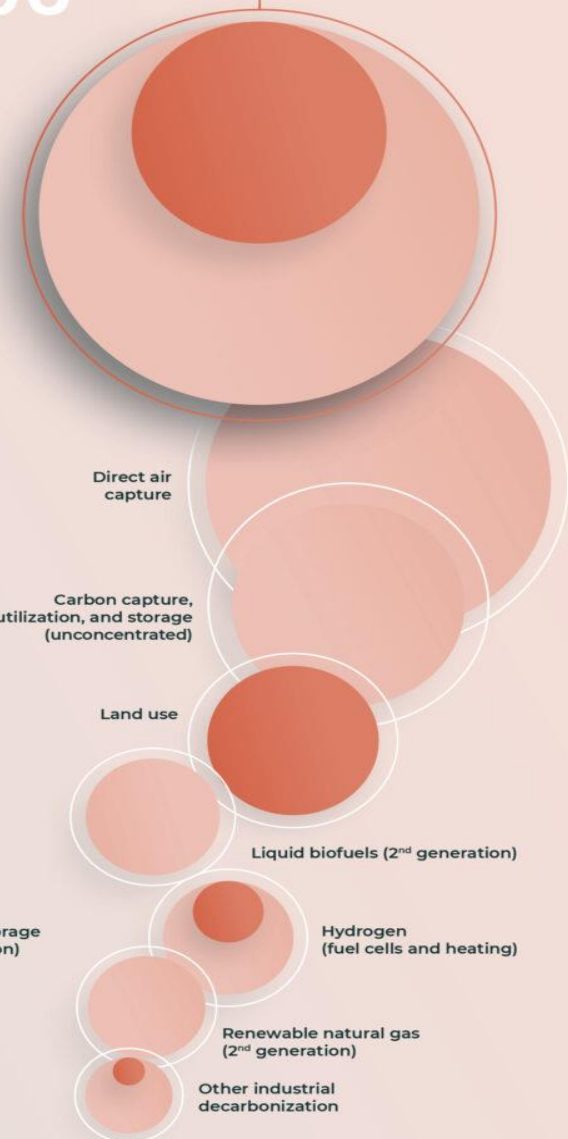 Direct air
capture
Carbon capture,
utilization, and storage
(unconcentrated)
Land use
Liquid biofuels (2nd generation)
Hydrogen
(fuel cells and heating)
Renewable natural gas
(2nd generation)
Other industrial
decarbonization